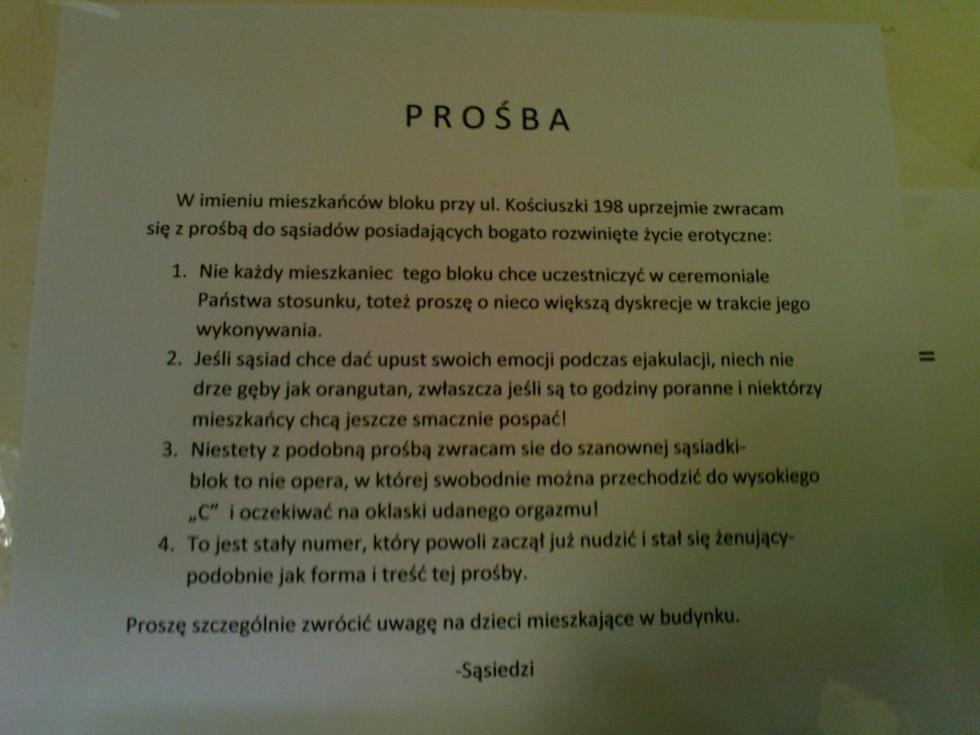 PROŚBA
W imieniu mieszkańców bloku przy ul. Kościuszki 198 uprzejmie zwracam
się z prośbą do sąsiadów posiadających bogato rozwinięte życie erotyczne:
1. Nie każdy mieszkaniec tego bloku chce uczestniczyć w ceremoniale
Państwa stosunku, toteż proszę o nieco większą dyskrecje w trakcie jego
wykonywania.
2. Jeśli sąsiad chce dać upust swoich emocji podczas ejakulacji, niech nie
drze gęby jak orangutan, zwłaszcza jeśli są to godziny poranne i niektórzy
mieszkańcy chcą jeszcze smacznie pospać!
3. Niestety z podobną prośbą zwracam sie do szanownej sąsiadki-
blok to nie opera, w której swobodnie można przechodzić do wysokiego
„C” i oczekiwać na oklaski udanego orgazmu!
4. To jest stały numer, który powoli zaczął już nudzić i stał się żenujący-
podobnie jak forma i treść tej prośby.
Proszę szczególnie zwrócić uwagę na dzieci mieszkające w budynku.
-Sąsiedzi
=